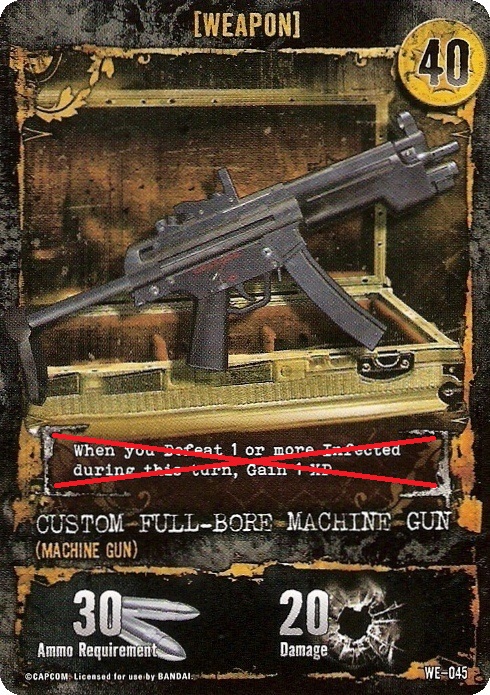 [WEAPON]
40
When you Defeat 1 or more Infected
during this turn, Gain 1 XP.
CUSTOM FULL-BORE MACHINE GUN
(MACHINE GUN)
30
Ammo Requirement
20
Damage
©CAPCOM Licensed for use by BANDAI.
WE-045